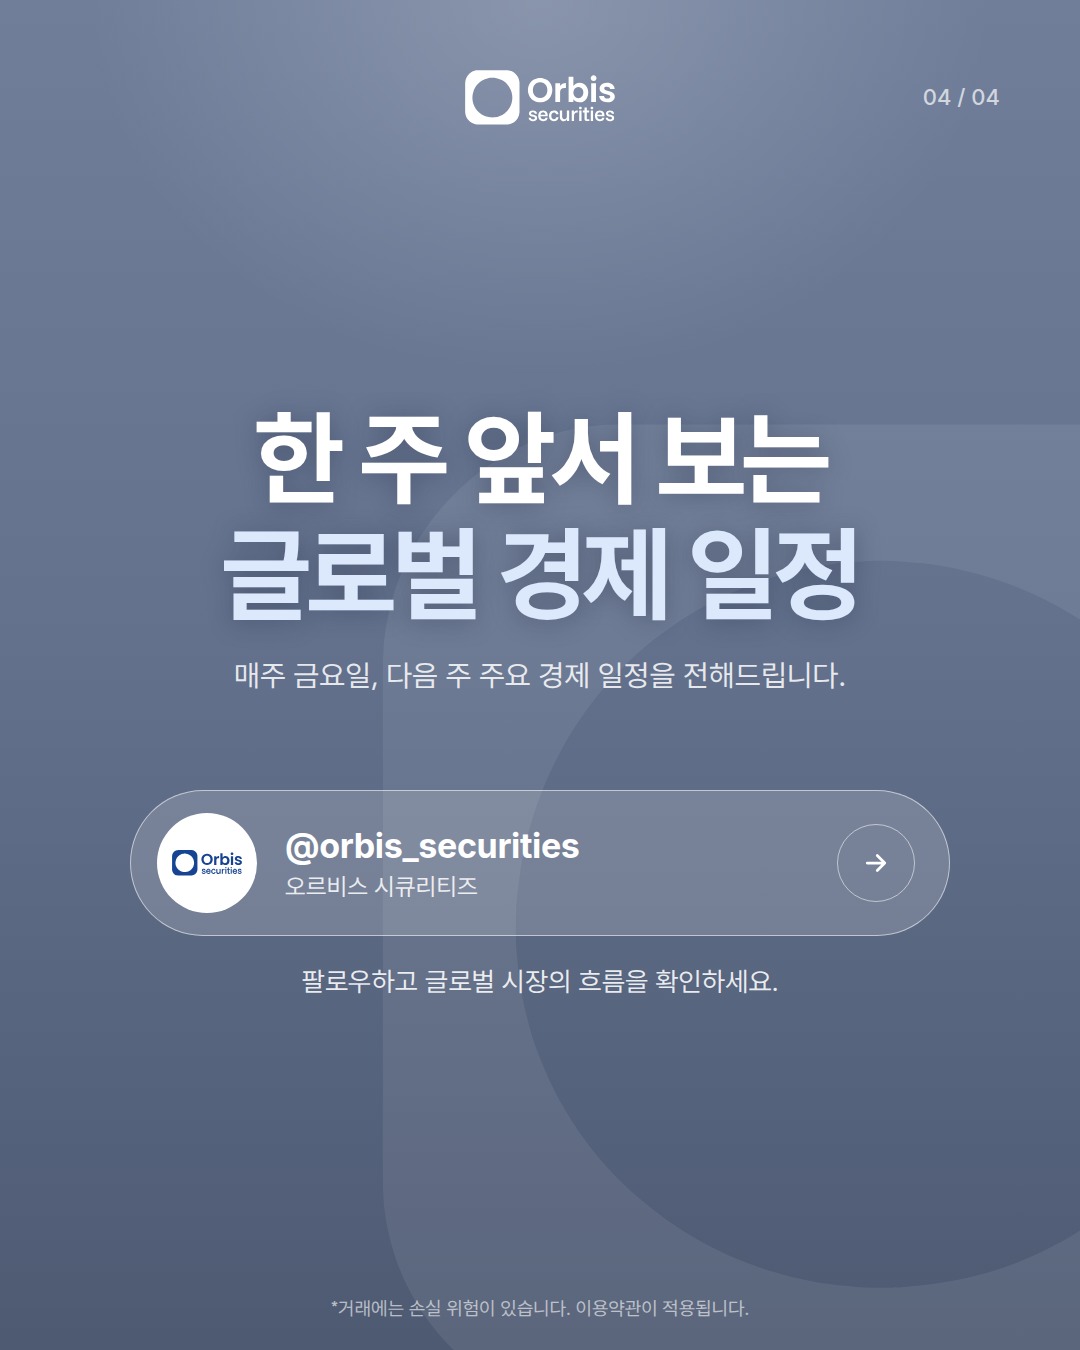 Orbis
securities
04 / 04
한 주 앞서 보는
글로벌 경제 일정
매주 금요일, 다음 주 주요 경제 일정을 전해드립니다.
Orbis
securities
@orbis_securities
오르비스 시큐리티즈
팔로우하고 글로벌 시장의 흐름을 확인하세요.
*거래에는 손실 위험이 있습니다. 이용약관이 적용됩니다.